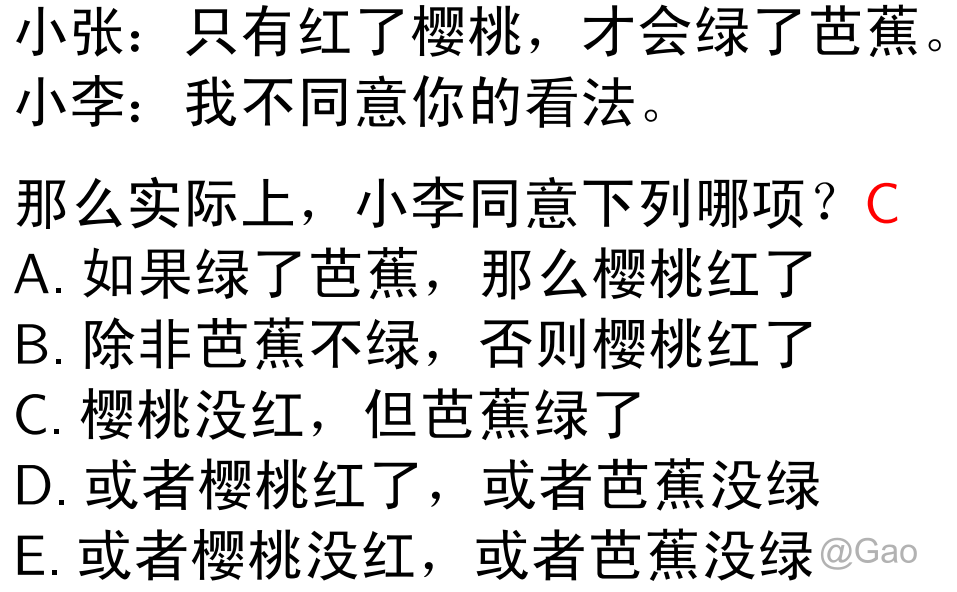 小张：只有红了樱桃，才会绿了芭蕉。
小李：我不同意你的看法。
那么实际上，小李同意下列哪项？C
A. 如果绿了芭蕉，那么樱桃红了
B. 除非芭蕉不绿，否则樱桃红了
C. 樱桃没红，但芭蕉绿了
D. 或者樱桃红了，或者芭蕉没绿
E. 或者樱桃没红，或者芭蕉没绿 @Gao